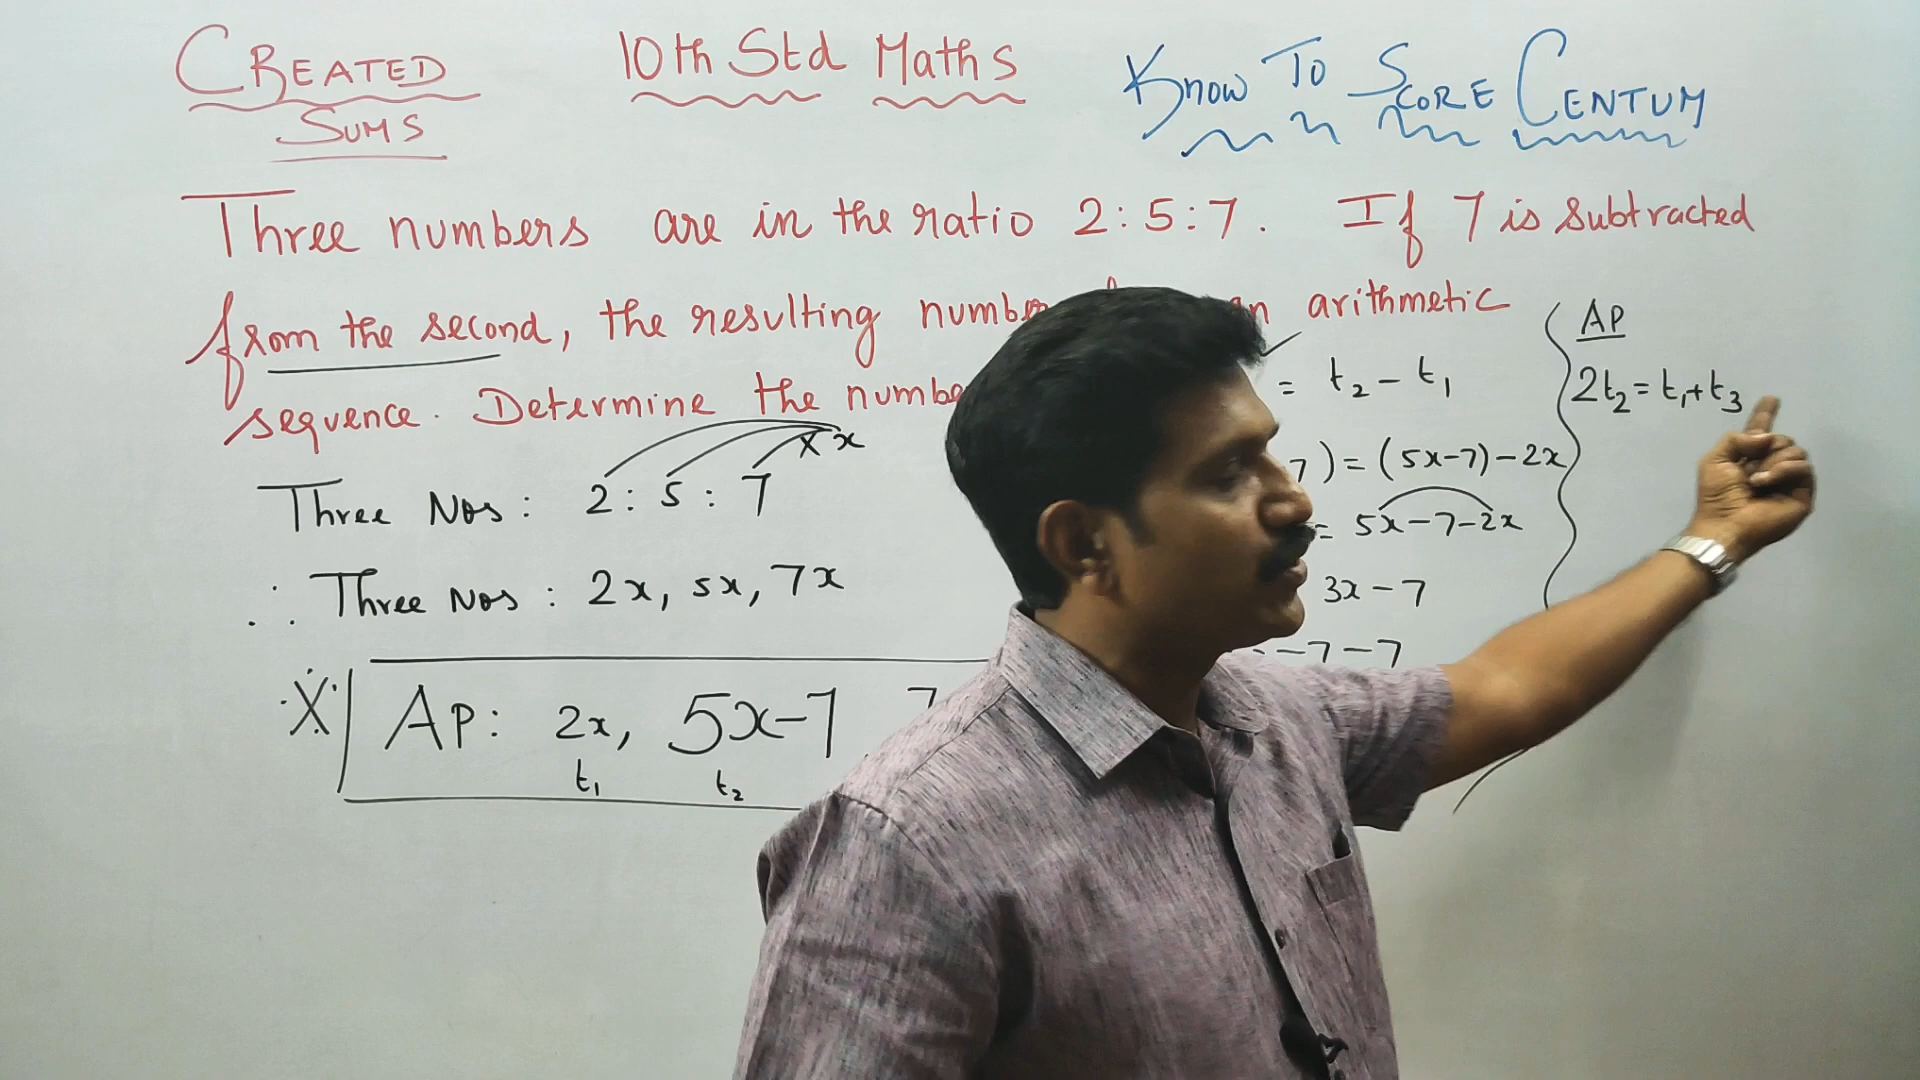 CREATED
SUMS
10th Std Maths
Know To Score Centum
Three numbers are in the ratio 2:5:7. If 7 is subtracted
from the second, the resulting arithmetic
sequence. Determine the
x x
Three Nos : 2 : 5 : 7
∴ Three Nos : 2x, 5x, 7x
AP: 2x, 5x-7 7
t₁ t₂
= t₂ - t₁
7) = (5x-7)-2x
= 5x-7-2x
3x-7
-7-7
AP
2t₂ = t₁+t₃